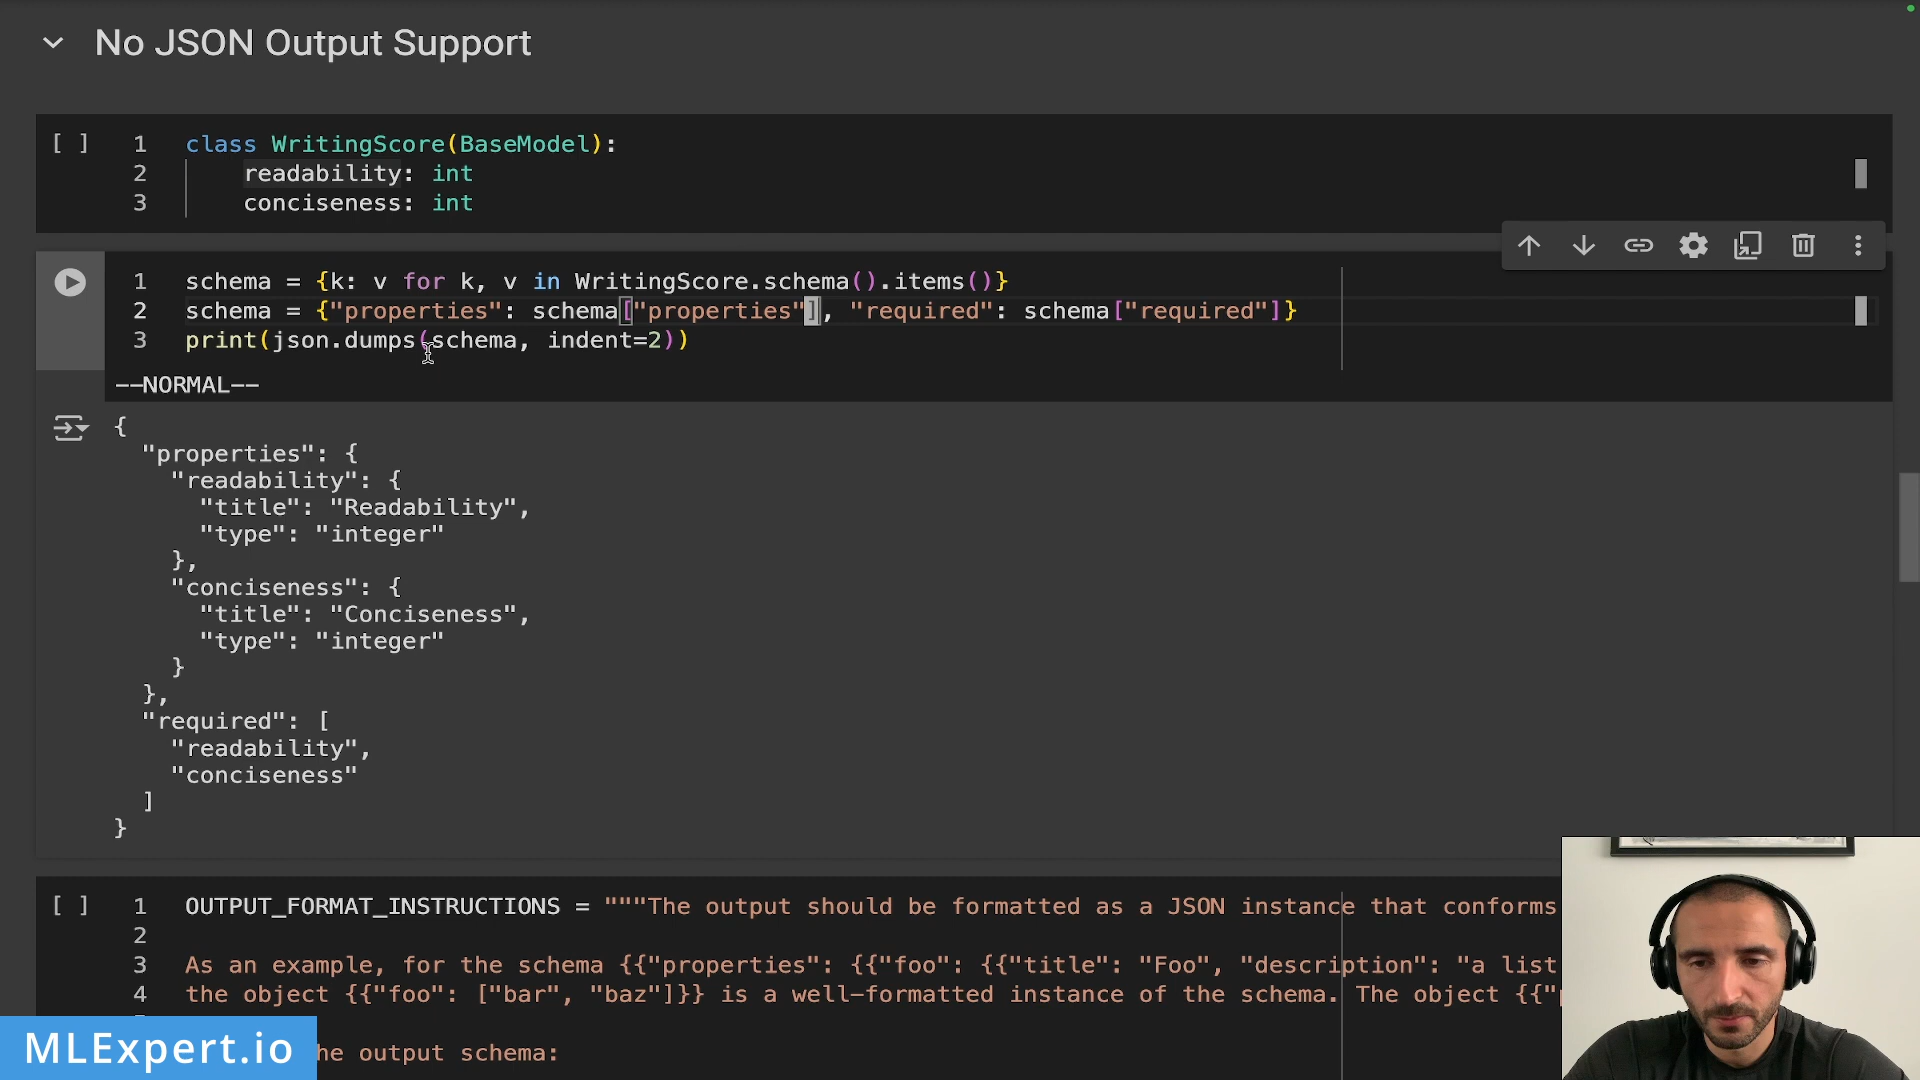 No JSON Output Support
[ ] 1 class WritingScore(BaseModel):
2     readability: int
3     conciseness: int
1 schema = {k: v for k, v in WritingScore.schema().items()}
2 schema = {"properties": schema["properties"], "required": schema["required"]}
3 print(json.dumps(schema, indent=2))
--NORMAL--
{
  "properties": {
    "readability": {
      "title": "Readability",
      "type": "integer"
    },
    "conciseness": {
      "title": "Conciseness",
      "type": "integer"
    }
  },
  "required": [
    "readability",
    "conciseness"
  ]
}
[ ] 1 OUTPUT_FORMAT_INSTRUCTIONS = """The output should be formatted as a JSON instance that conforms
2
3 As an example, for the schema {{"properties": {{"foo": {{"title": "Foo", "description": "a list
4 the object {{"foo": ["bar", "baz"]}} is a well-formatted instance of the schema. The object {{"
he output schema:
MLExpert.io